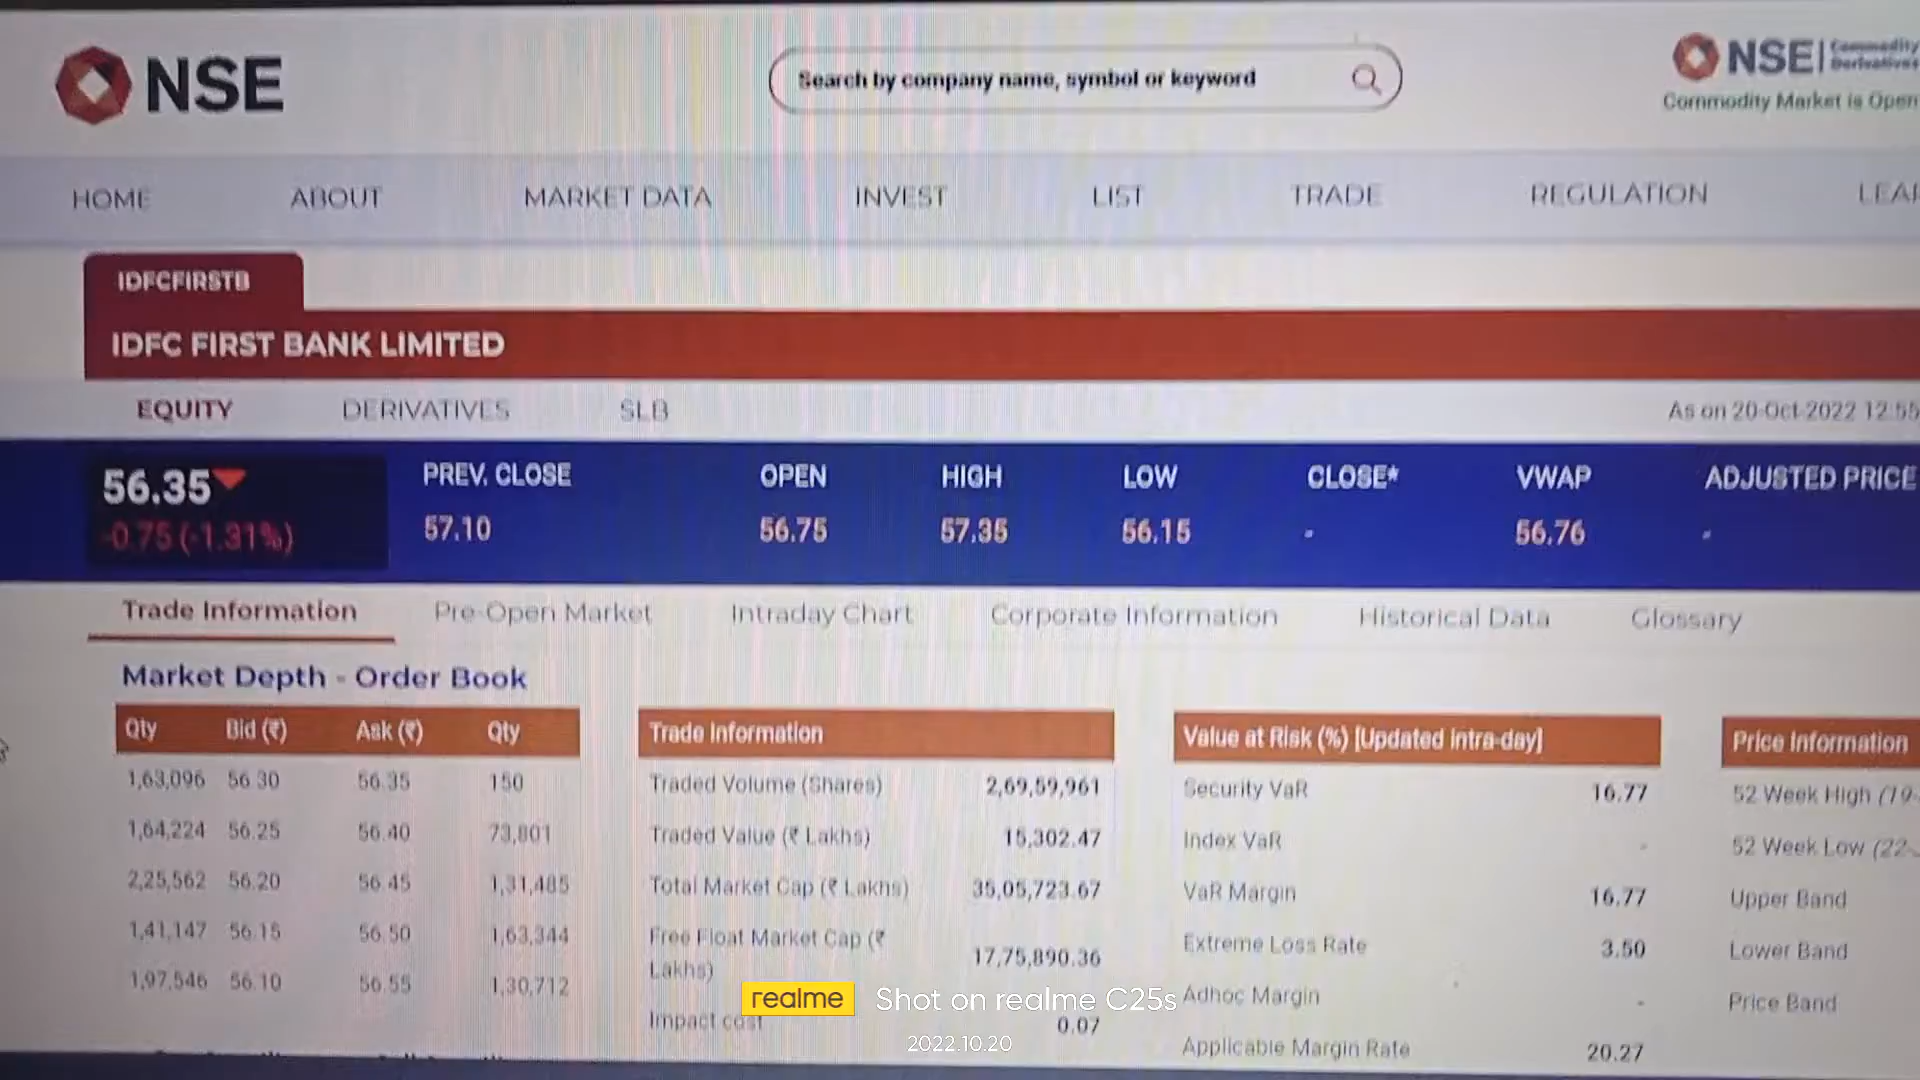 NSE
Search by company name, symbol or keyword
NSE Commodity Derivatives
Commodity Market is Open
HOME ABOUT MARKET DATA INVEST LIST TRADE REGULATION LEAR
IDFCFIRSTB
IDFC FIRST BANK LIMITED
EQUITY DERIVATIVES SLB As on 20-Oct-2022 12:55
56.35
-0.75 (-1.31%)
PREV. CLOSE OPEN HIGH LOW CLOSE* VWAP ADJUSTED PRICE
57.10 56.75 57.35 56.15 - 56.76 -
Trade Information Pre-Open Market Intraday Chart Corporate Information Historical Data Glossary
Market Depth - Order Book
Qty Bid (₹) Ask (₹) Qty
1,63,096 56.30 56.35 150
1,64,224 56.25 56.40 73,801
2,25,562 56.20 56.45 1,31,485
1,41,147 56.15 56.50 1,63,344
1,97,546 56.10 56.55 1,30,712
Trade Information
Traded Volume (Shares) 2,69,59,961
Traded Value (₹ Lakhs) 15,302.47
Total Market Cap (₹ Lakhs) 35,05,723.67
Free Float Market Cap (₹
Lakhs) 17,75,890.36
Impact cost 0.07
Value at Risk (%) [Updated intra-day]
Security VaR 16.77
Index VaR -
VaR Margin 16.77
Extreme Loss Rate 3.50
Adhoc Margin -
Applicable Margin Rate 20.27
Price Information
52 Week High (19-
52 Week Low (22-
Upper Band
Lower Band
Price Band
realme Shot on realme C25s
2022.10.20